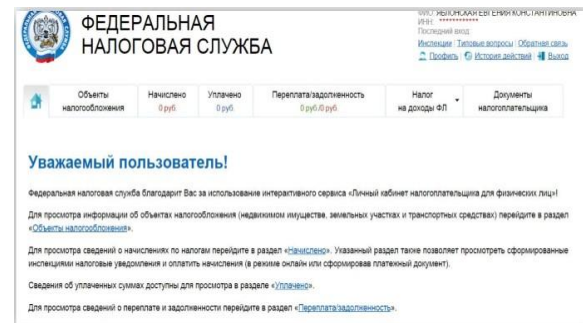 ФЕДЕРАЛЬНАЯ
НАЛОГОВАЯ СЛУЖБА
ФИО: ЯБЛОНСКАЯ ЕВГЕНИЯ КОНСТАНТИНОВНА
ИНН: ************
Последний вход:
Инспекции | Типовые вопросы | Обратная связь
Профиль | История действий | Выход
Объекты налогообложения
Начислено 0 руб.
Уплачено 0 руб.
Переплата/задолженность 0 руб./0 руб.
Налог на доходы ФЛ
Документы налогоплательщика
Уважаемый пользователь!
Федеральная налоговая служба благодарит Вас за использование интерактивного сервиса «Личный кабинет налогоплательщика для физических лиц»!
Для просмотра информации об объектах налогообложения (недвижимом имуществе, земельных участках и транспортных средствах) перейдите в раздел
«Объекты налогообложения».
Для просмотра сведений о начислениях по налогам перейдите в раздел «Начислено». Указанный раздел также позволяет просмотреть сформированные
инспекциями налоговые уведомления и оплатить начисления (в режиме онлайн или сформировав платежный документ).
Сведения об уплаченных суммах доступны для просмотра в разделе «Уплачено».
Для просмотра сведений о переплате и задолженности перейдите в раздел «Переплата/задолженность».